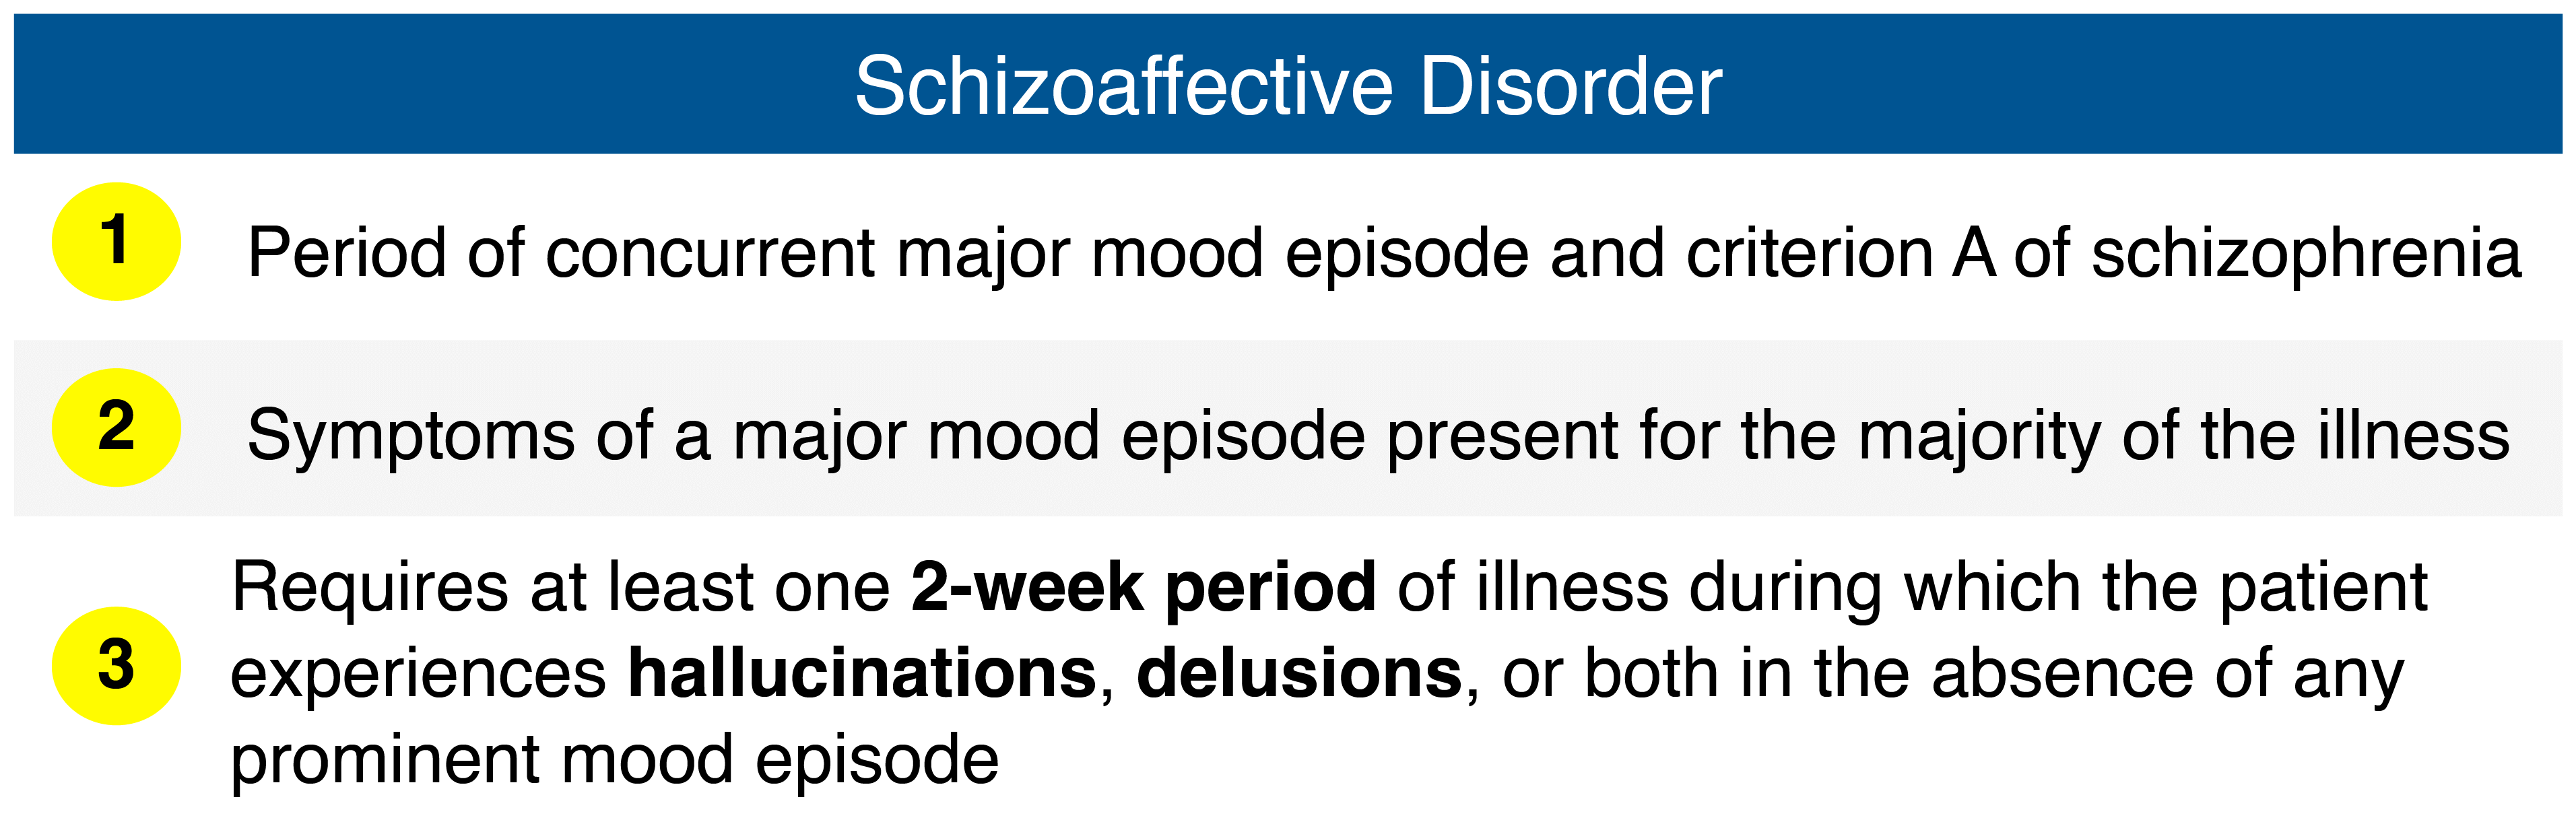 Schizoaffective Disorder
1
Period of concurrent major mood episode and criterion A of schizophrenia
2
Symptoms of a major mood episode present for the majority of the illness
3
Requires at least one 2-week period of illness during which the patient
experiences hallucinations, delusions, or both in the absence of any
prominent mood episode